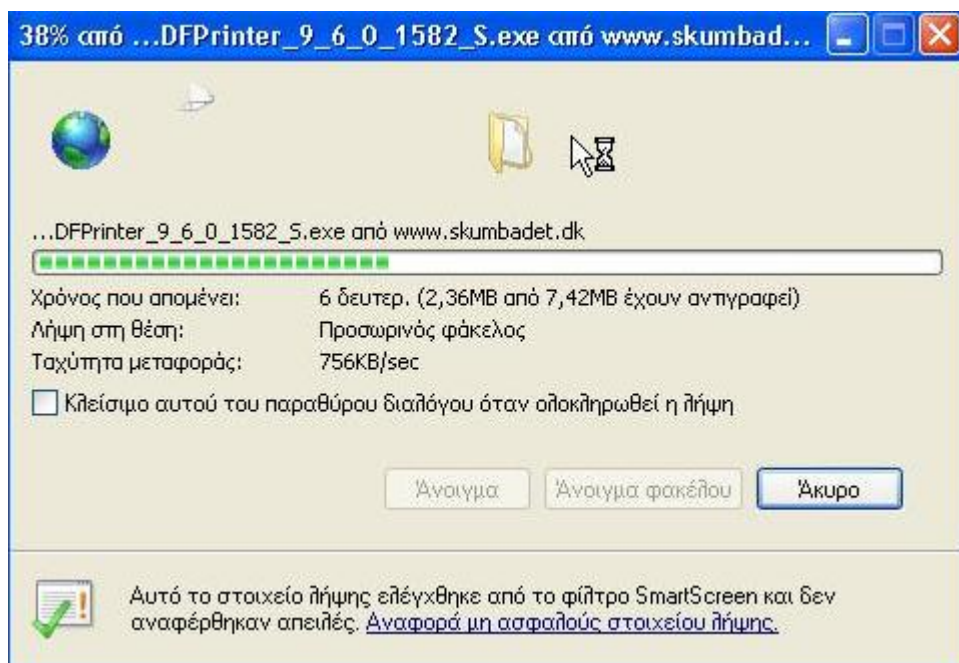 38% από ...DFPrinter_9_6_0_1582_S.exe από www.skumbad...
...DFPrinter_9_6_0_1582_S.exe από www.skumbadet.dk
Χρόνος που απομένει: 6 δευτερ. (2,36MB από 7,42MB έχουν αντιγραφεί)
Λήψη στη θέση: Προσωρινός φάκελος
Ταχύτητα μεταφοράς: 756KB/sec
Κλείσιμο αυτού του παραθύρου διαλόγου όταν ολοκληρωθεί η λήψη
Άνοιγμα Άνοιγμα φακέλου Άκυρο
Αυτό το στοιχείο λήψης ελέγχθηκε από το φίλτρο SmartScreen και δεν
αναφέρθηκαν απειλές. Αναφορά μη ασφαλούς στοιχείου λήψης.